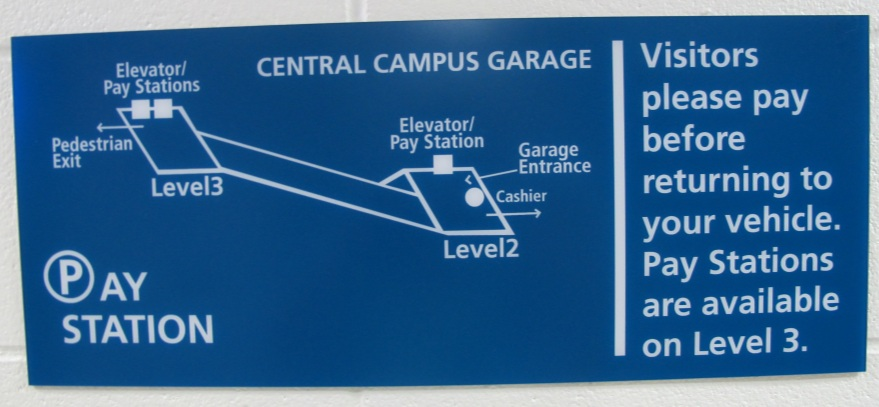 CENTRAL CAMPUS GARAGE
Elevator/
Pay Stations
Pedestrian
Exit
Level3
Elevator/
Pay Station
Garage
Entrance
Cashier
Level2
PAY
STATION
Visitors
please pay
before
returning to
your vehicle.
Pay Stations
are available
on Level 3.